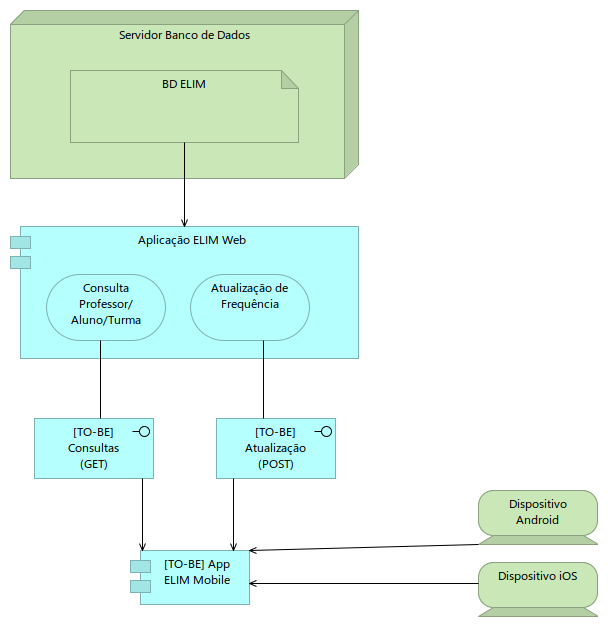 Servidor Banco de Dados
BD ELIM
Aplicação ELIM Web
Consulta
Professor/
Aluno/Turma
Atualização de
Frequência
[TO-BE]
Consultas
(GET)
[TO-BE]
Atualização
(POST)
Dispositivo
Android
[TO-BE] App
ELIM Mobile
Dispositivo iOS